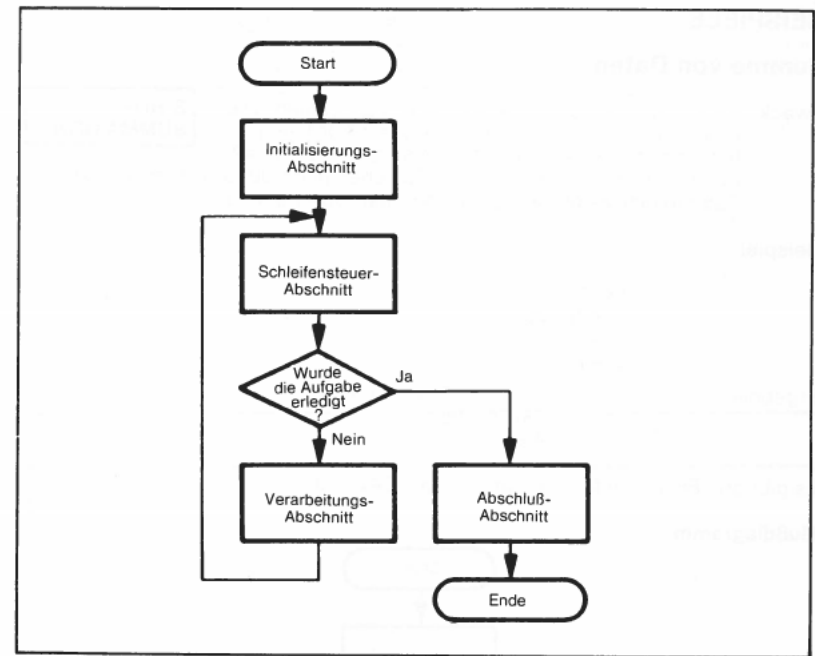 Start
Initialisierungs-
Abschnitt
Schleifensteuer-
Abschnitt
Wurde
die Aufgabe
erledigt
?
Ja
Nein
Verarbeitungs-
Abschnitt
Abschluß-
Abschnitt
Ende